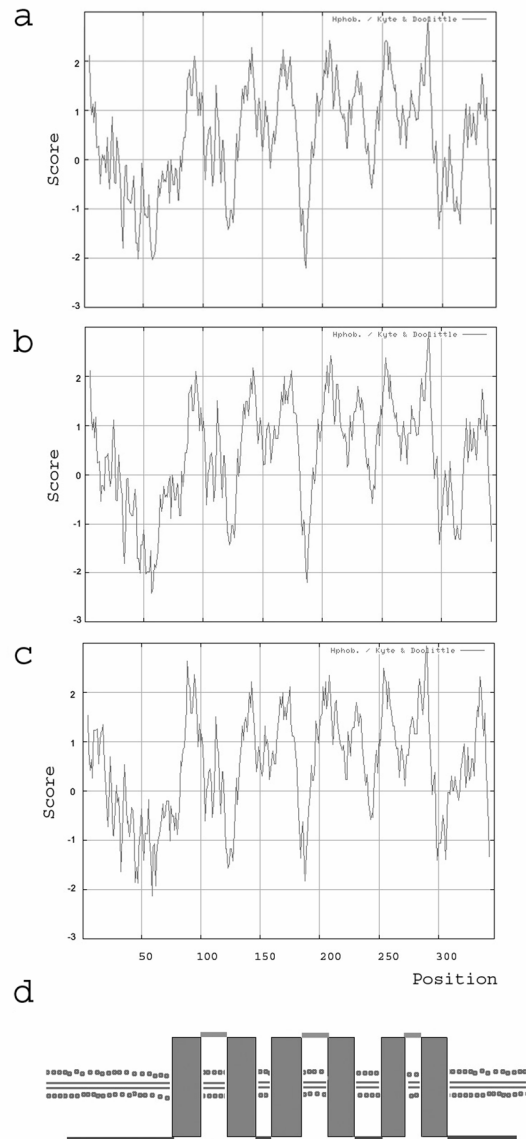 a
Hphob. / Kyte & Doolittle
2
1
0
-1
-2
-3
Score
b
Hphob. / Kyte & Doolittle
2
1
0
-1
-2
-3
Score
c
Hphob. / Kyte & Doolittle
2
1
0
-1
-2
-3
Score
50 100 150 200 250 300
Position
d